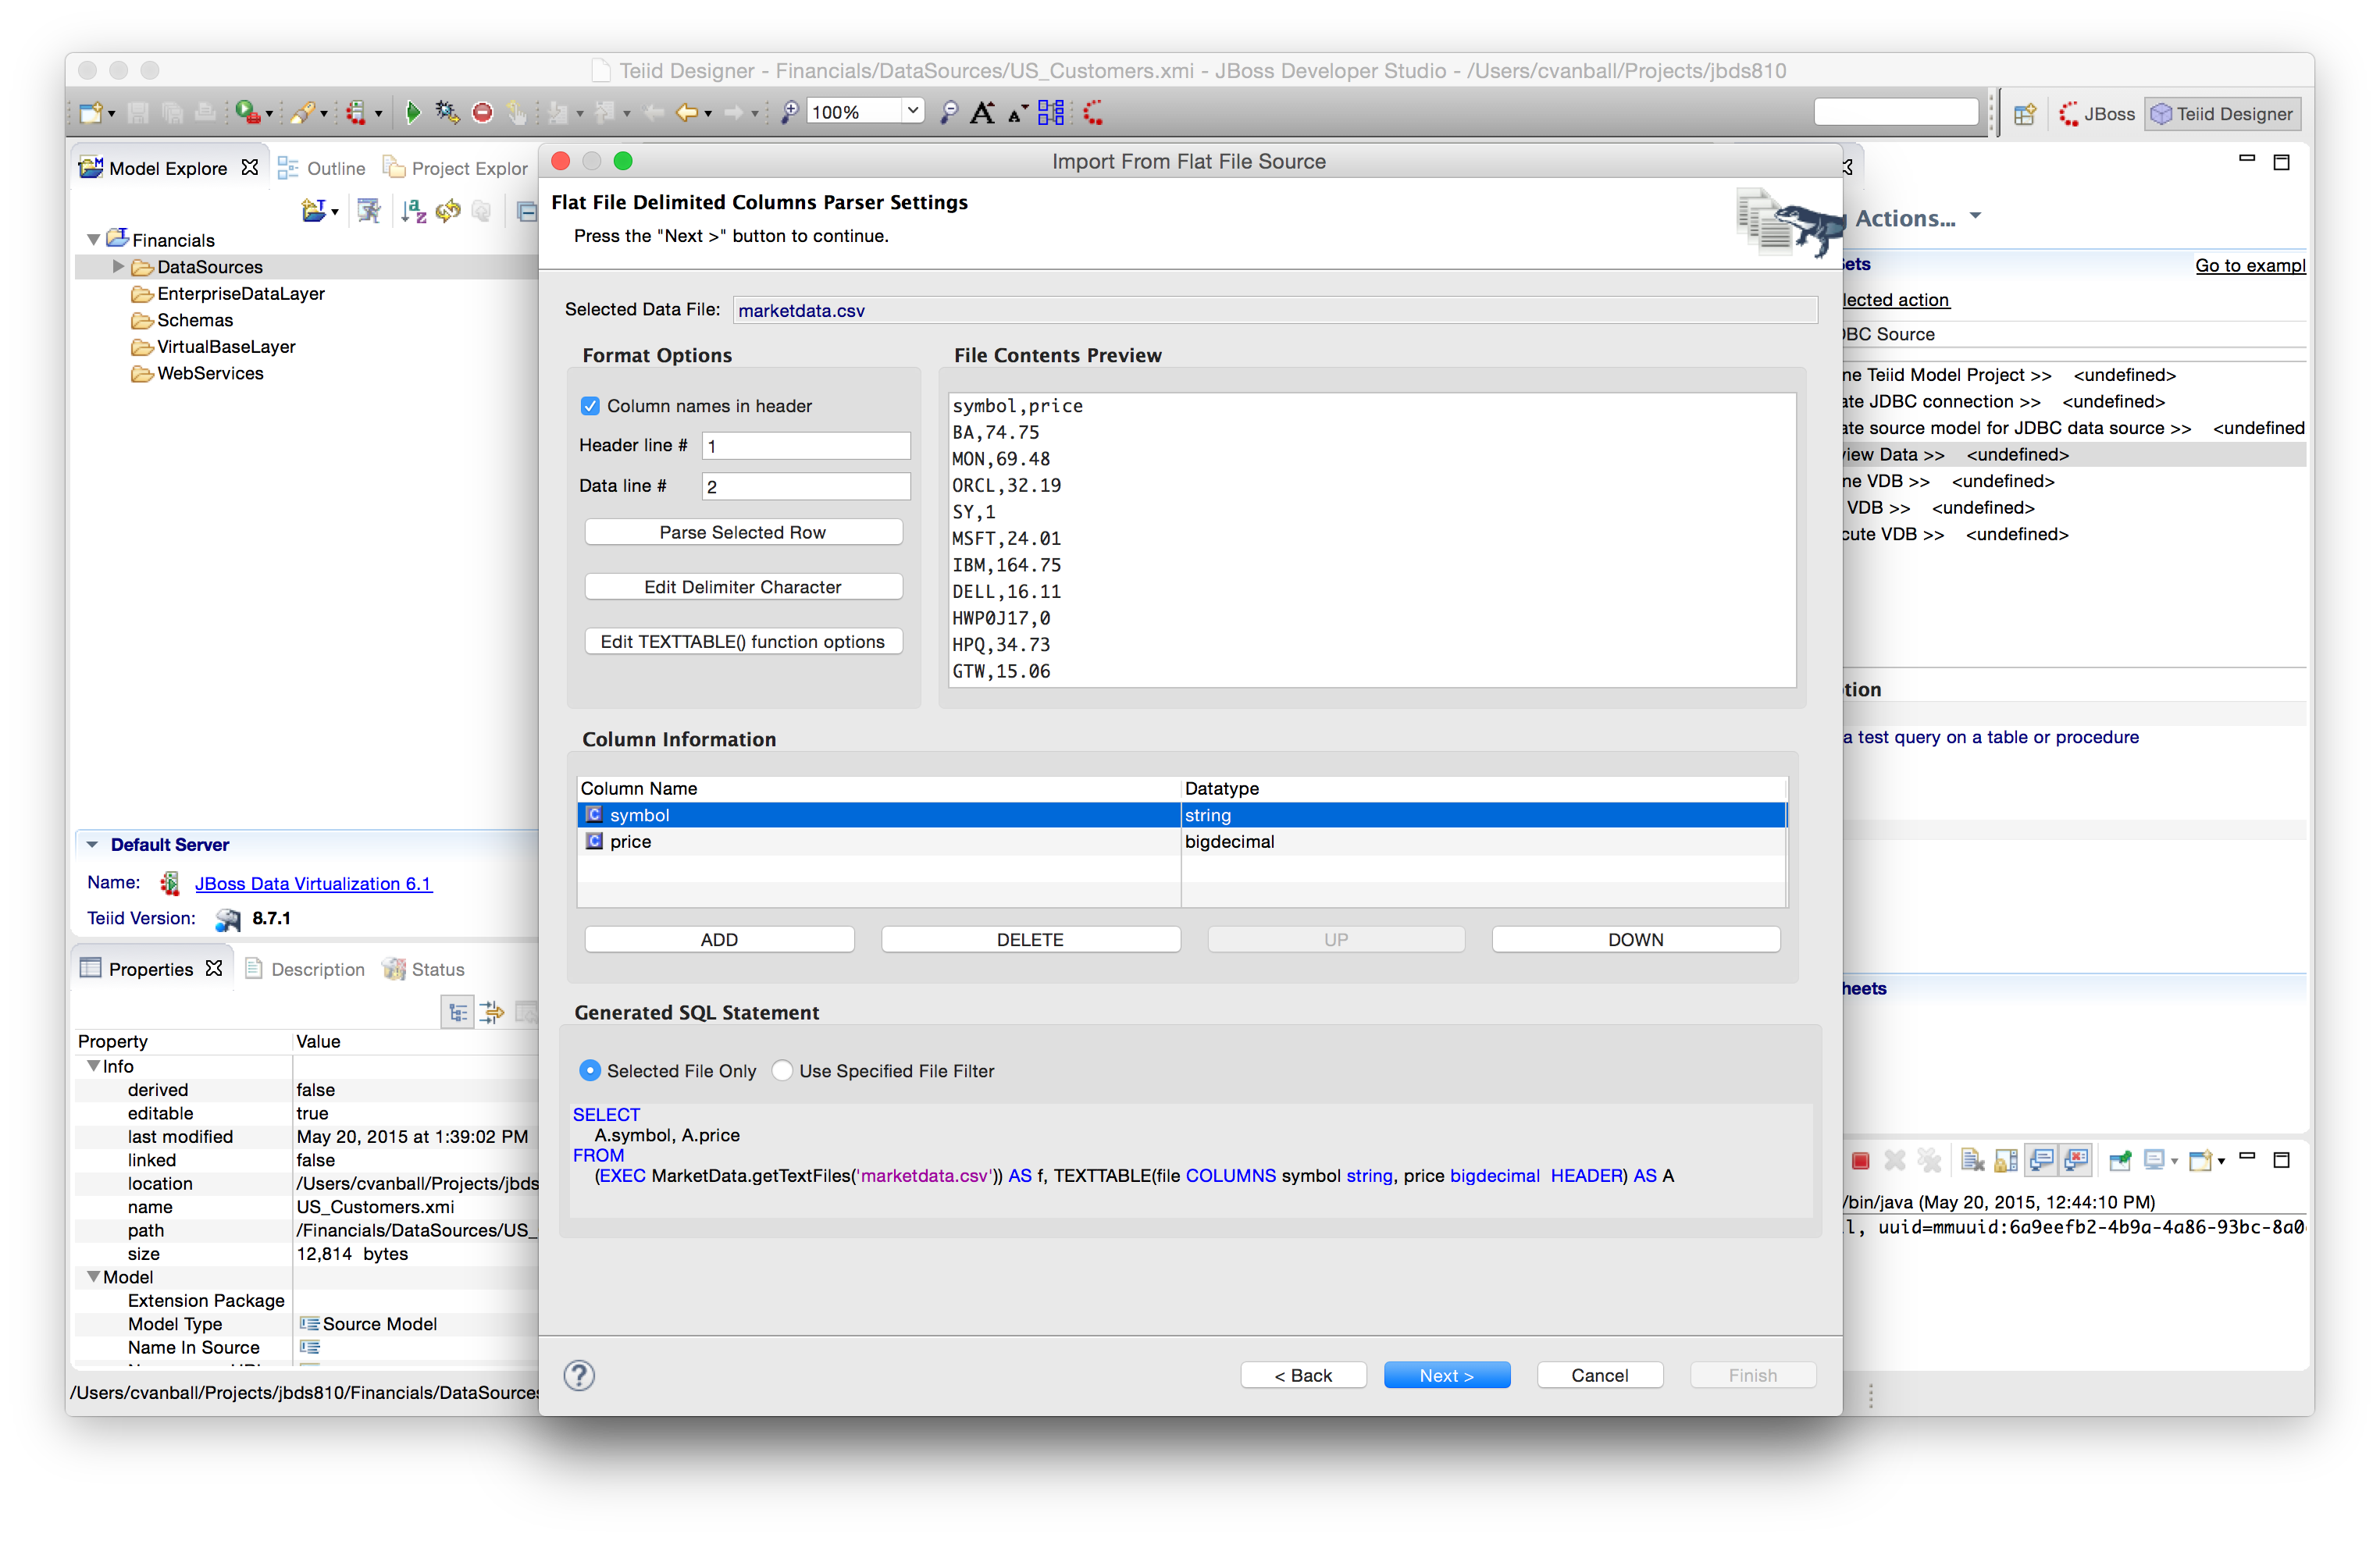 Teiid Designer - Financials/DataSources/US_Customers.xmi - JBoss Developer Studio - /Users/cvanball/Projects/jbds810
100%
JBoss
Teiid Designer
Model Explore
Outline
Project Explor
Financials
DataSources
EnterpriseDataLayer
Schemas
VirtualBaseLayer
WebServices
Default Server
Name:
JBoss Data Virtualization 6.1
Teiid Version:
8.7.1
Properties
Description
Status
Property
Value
Info
derived
false
editable
true
last modified
May 20, 2015 at 1:39:02 PM
linked
false
location
/Users/cvanball/Projects/jbds
name
US_Customers.xmi
path
/Financials/DataSources/US_
size
12,814 bytes
Model
Extension Package
Model Type
Source Model
Name In Source
/Users/cvanball/Projects/jbds810/Financials/DataSources
Import From Flat File Source
Flat File Delimited Columns Parser Settings
Press the "Next >" button to continue.
Selected Data File:
marketdata.csv
Format Options
Column names in header
Header line #
1
Data line #
2
Parse Selected Row
Edit Delimiter Character
Edit TEXTTABLE() function options
File Contents Preview
symbol,price
BA,74.75
MON,69.48
ORCL,32.19
SY,1
MSFT,24.01
IBM,164.75
DELL,16.11
HWP0J17,0
HPQ,34.73
GTW,15.06
Column Information
Column Name
Datatype
symbol
string
price
bigdecimal
ADD
DELETE
UP
DOWN
Generated SQL Statement
Selected File Only
Use Specified File Filter
SELECT
A.symbol, A.price
FROM
(EXEC MarketData.getTextFiles('marketdata.csv')) AS f, TEXTTABLE(file COLUMNS symbol string, price bigdecimal HEADER) AS A
?
< Back
Next >
Cancel
Finish
Actions...
ets
Go to exampl
lected action
BC Source
ne Teiid Model Project >> <undefined>
ate JDBC connection >> <undefined>
ate source model for JDBC data source >> <undefined
iew Data >> <undefined>
ne VDB >> <undefined>
VDB >> <undefined>
cute VDB >> <undefined>
tion
a test query on a table or procedure
heets
/bin/java (May 20, 2015, 12:44:10 PM)
l, uuid=mmuuid:6a9eefb2-4b9a-4a86-93bc-8a0